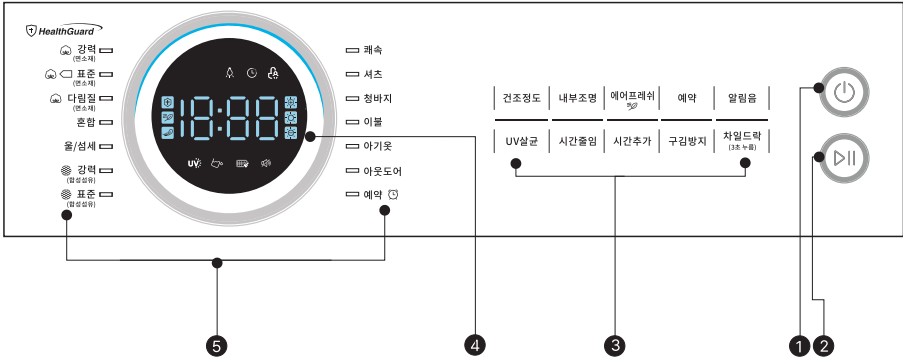 HealthGuard
강력
(면소재)
표준
(면소재)
다림질
(면소재)
혼합
울/섬세
강력
(합성섬유)
표준
(합성섬유)
18:88
UV
쾌속
셔츠
청바지
이불
아기옷
아웃도어
예약
건조정도 내부조명 에어프레쉬 예약 알림음
UV살균 시간줄임 시간추가 구김방지 차일드락
(3초 누름)
1
2
3
4
5